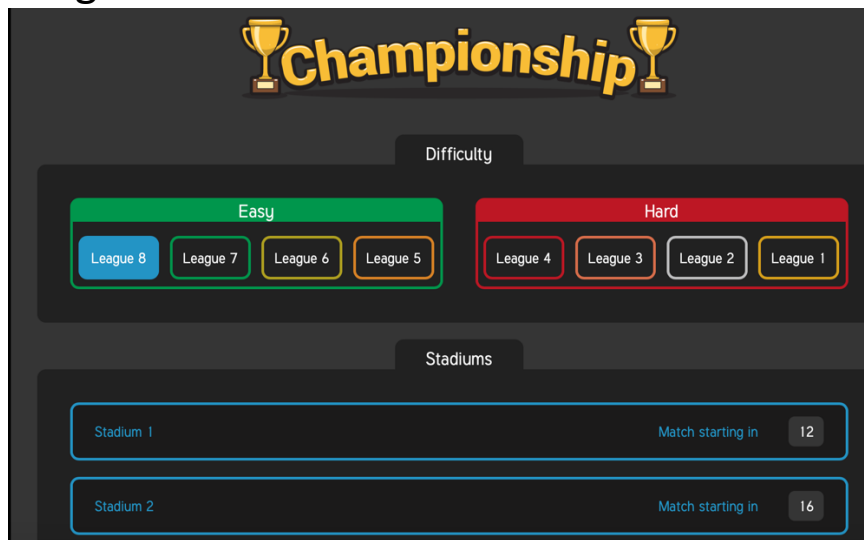 Championship
Difficulty
Easy
Hard
League 8 League 7 League 6 League 5
League 4 League 3 League 2 League 1
Stadiums
Stadium 1 Match starting in 12
Stadium 2 Match starting in 16